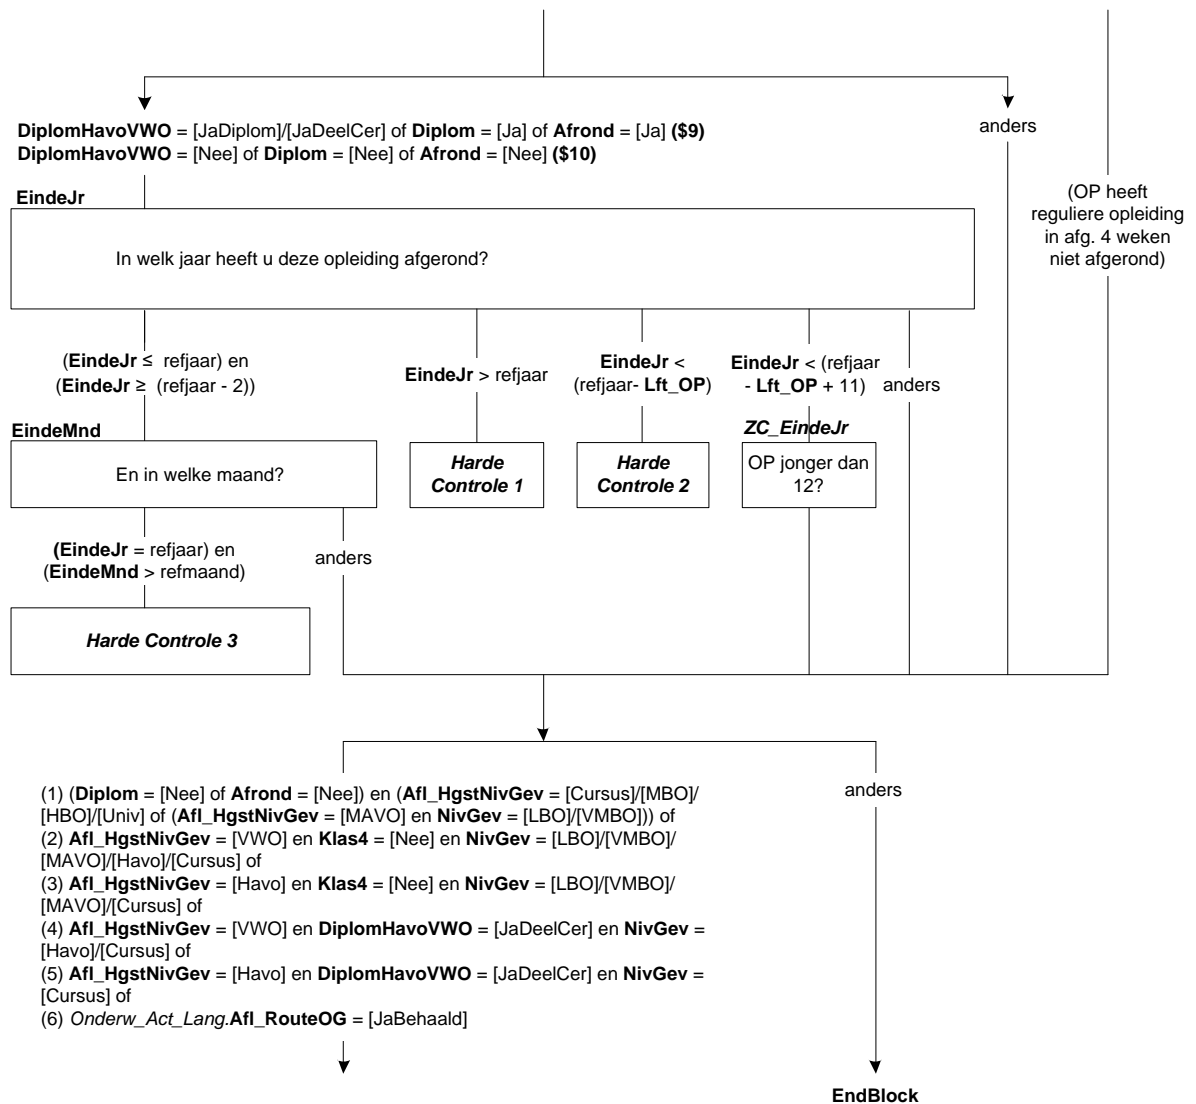 DiplomHavoVWO = [JaDiplom]/[JaDeelCer] of Diplom = [Ja] of Afrond = [Ja] ($9)
DiplomHavoVWO = [Nee] of Diplom = [Nee] of Afrond = [Nee] ($10)
anders
(OP heeft
reguliere opleiding
in afg. 4 weken
niet afgerond)
EindeJr
In welk jaar heeft u deze opleiding afgerond?
(EindeJr ≤ refjaar) en
(EindeJr ≥ (refjaar - 2))
EindeJr > refjaar
EindeJr <
(refjaar- Lft_OP)
EindeJr < (refjaar
- Lft_OP + 11)
anders
EindeMnd
En in welke maand?
Harde
Controle 1
Harde
Controle 2
ZC_EindeJr
OP jonger dan
12?
(EindeJr = refjaar) en
(EindeMnd > refmaand)
anders
Harde Controle 3
(1) (Diplom = [Nee] of Afrond = [Nee]) en (Afl_HgstNivGev = [Cursus]/[MBO]/
[HBO]/[Univ] of (Afl_HgstNivGev = [MAVO] en NivGev = [LBO]/[VMBO])) of
(2) Afl_HgstNivGev = [VWO] en Klas4 = [Nee] en NivGev = [LBO]/[VMBO]/
[MAVO]/[Havo]/[Cursus] of
(3) Afl_HgstNivGev = [Havo] en Klas4 = [Nee] en NivGev = [LBO]/[VMBO]/
[MAVO]/[Cursus] of
(4) Afl_HgstNivGev = [VWO] en DiplomHavoVWO = [JaDeelCer] en NivGev =
[Havo]/[Cursus] of
(5) Afl_HgstNivGev = [Havo] en DiplomHavoVWO = [JaDeelCer] en NivGev =
[Cursus] of
(6) Onderw_Act_Lang.Afl_RouteOG = [JaBehaald]
anders
EndBlock